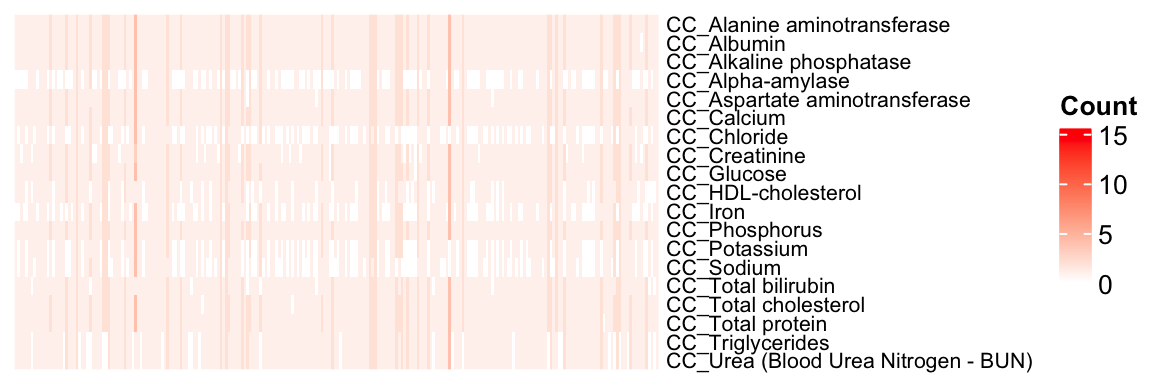 CC_Alanine aminotransferase
CC_Albumin
CC_Alkaline phosphatase
CC_Alpha-amylase
CC_Aspartate aminotransferase
CC_Calcium
CC_Chloride
CC_Creatinine
CC_Glucose
CC_HDL-cholesterol
CC_Iron
CC_Phosphorus
CC_Potassium
CC_Sodium
CC_Total bilirubin
CC_Total cholesterol
CC_Total protein
CC_Triglycerides
CC_Urea (Blood Urea Nitrogen - BUN)
Count
15
10
5
0